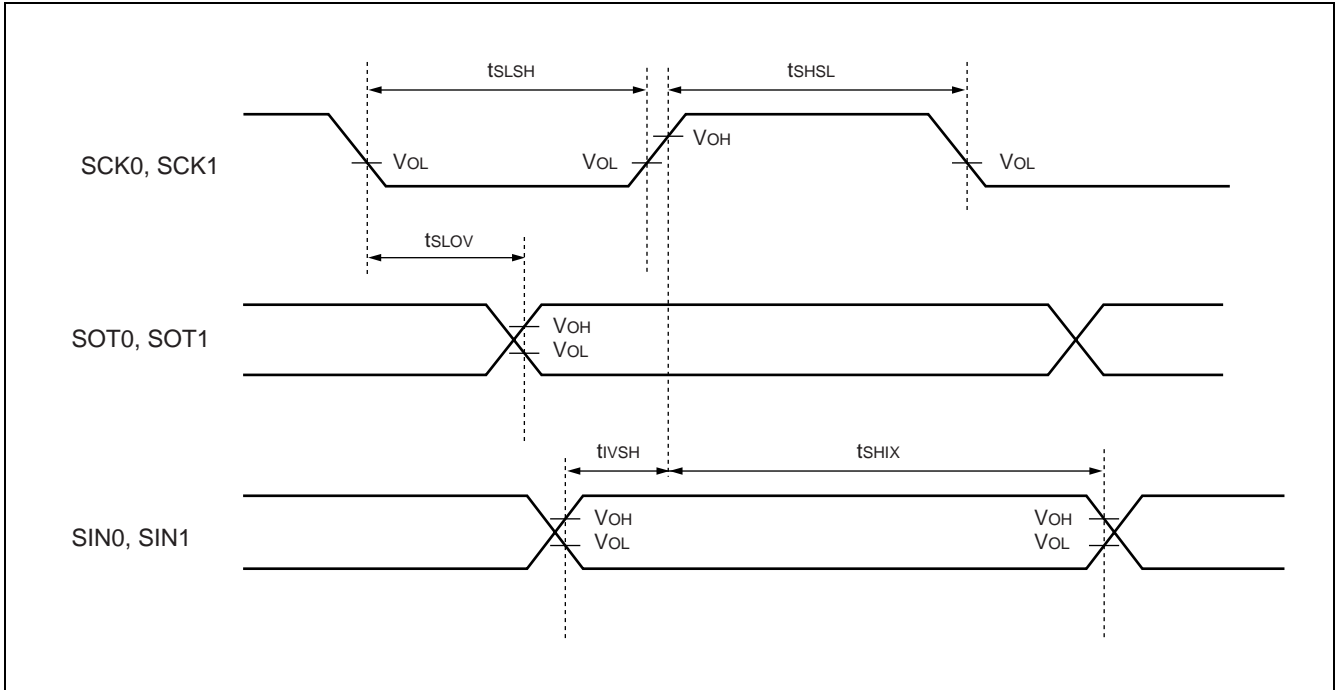 tSLSH tSHSL
VOH
SCK0, SCK1 VOL VOL VOL
tSLOV
VOH
SOT0, SOT1
VOL
tIVSH tSHIX
VOH VOH
SIN0, SIN1 VOL VOL